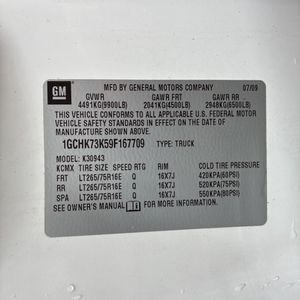 GM
MFD BY GENERAL MOTORS COMPANY 07/09
GVWR GAWR FRT GAWR RR
4491KG(9900LB) 2041KG(4500LB) 2948KG(6500LB)
THIS VEHICLE CONFORMS TO ALL APPLICABLE U.S. FEDERAL MOTOR
VEHICLE SAFETY STANDARDS IN EFFECT ON THE DATE OF
MANUFACTURE SHOWN ABOVE.
1GCHK73K59F167709 TYPE: TRUCK
MODEL: K30943
KCMX TIRE SIZE SPEED RTG RIM COLD TIRE PRESSURE
FRT LT265/75R16E Q 16X7J 420KPA(60PSI)
RR LT265/75R16E Q 16X7J 520KPA(75PSI)
SPA LT265/75R16E Q 16X7J 550KPA(80PSI)
SEE OWNER'S MANUAL FOR MORE INFORMATION.